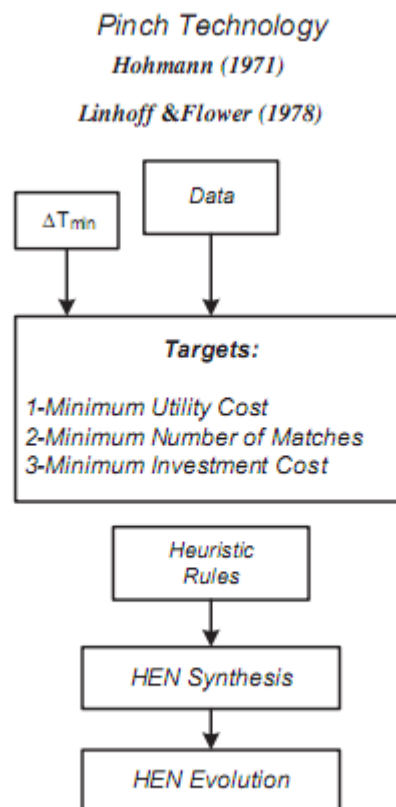 Pinch Technology
Hohmann (1971)
Linhoff &Flower (1978)
Data
ΔTmin
Targets:
1-Minimum Utility Cost
2-Minimum Number of Matches
3-Minimum Investment Cost
Heuristic
Rules
HEN Synthesis
HEN Evolution